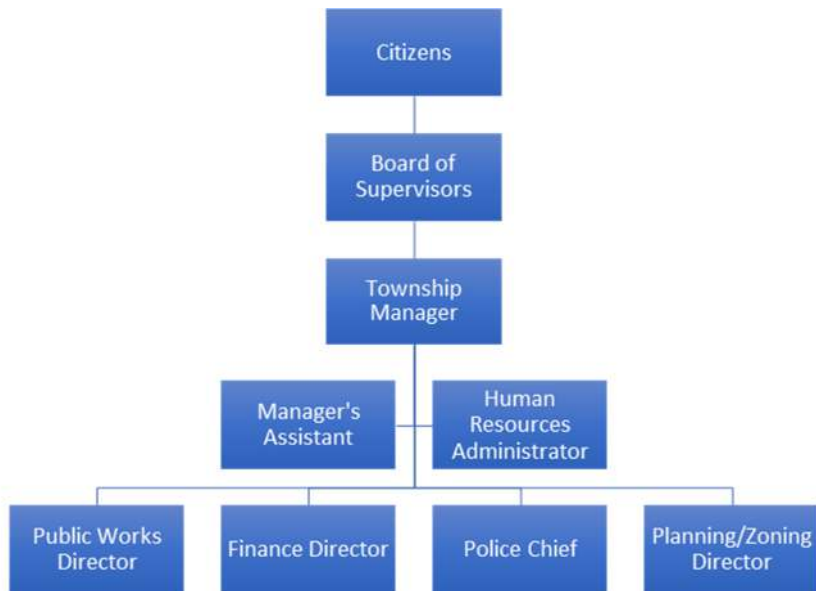 Citizens
Board of
Supervisors
Township
Manager
Manager's
Assistant
Human
Resources
Administrator
Public Works
Director
Finance Director
Police Chief
Planning/Zoning
Director